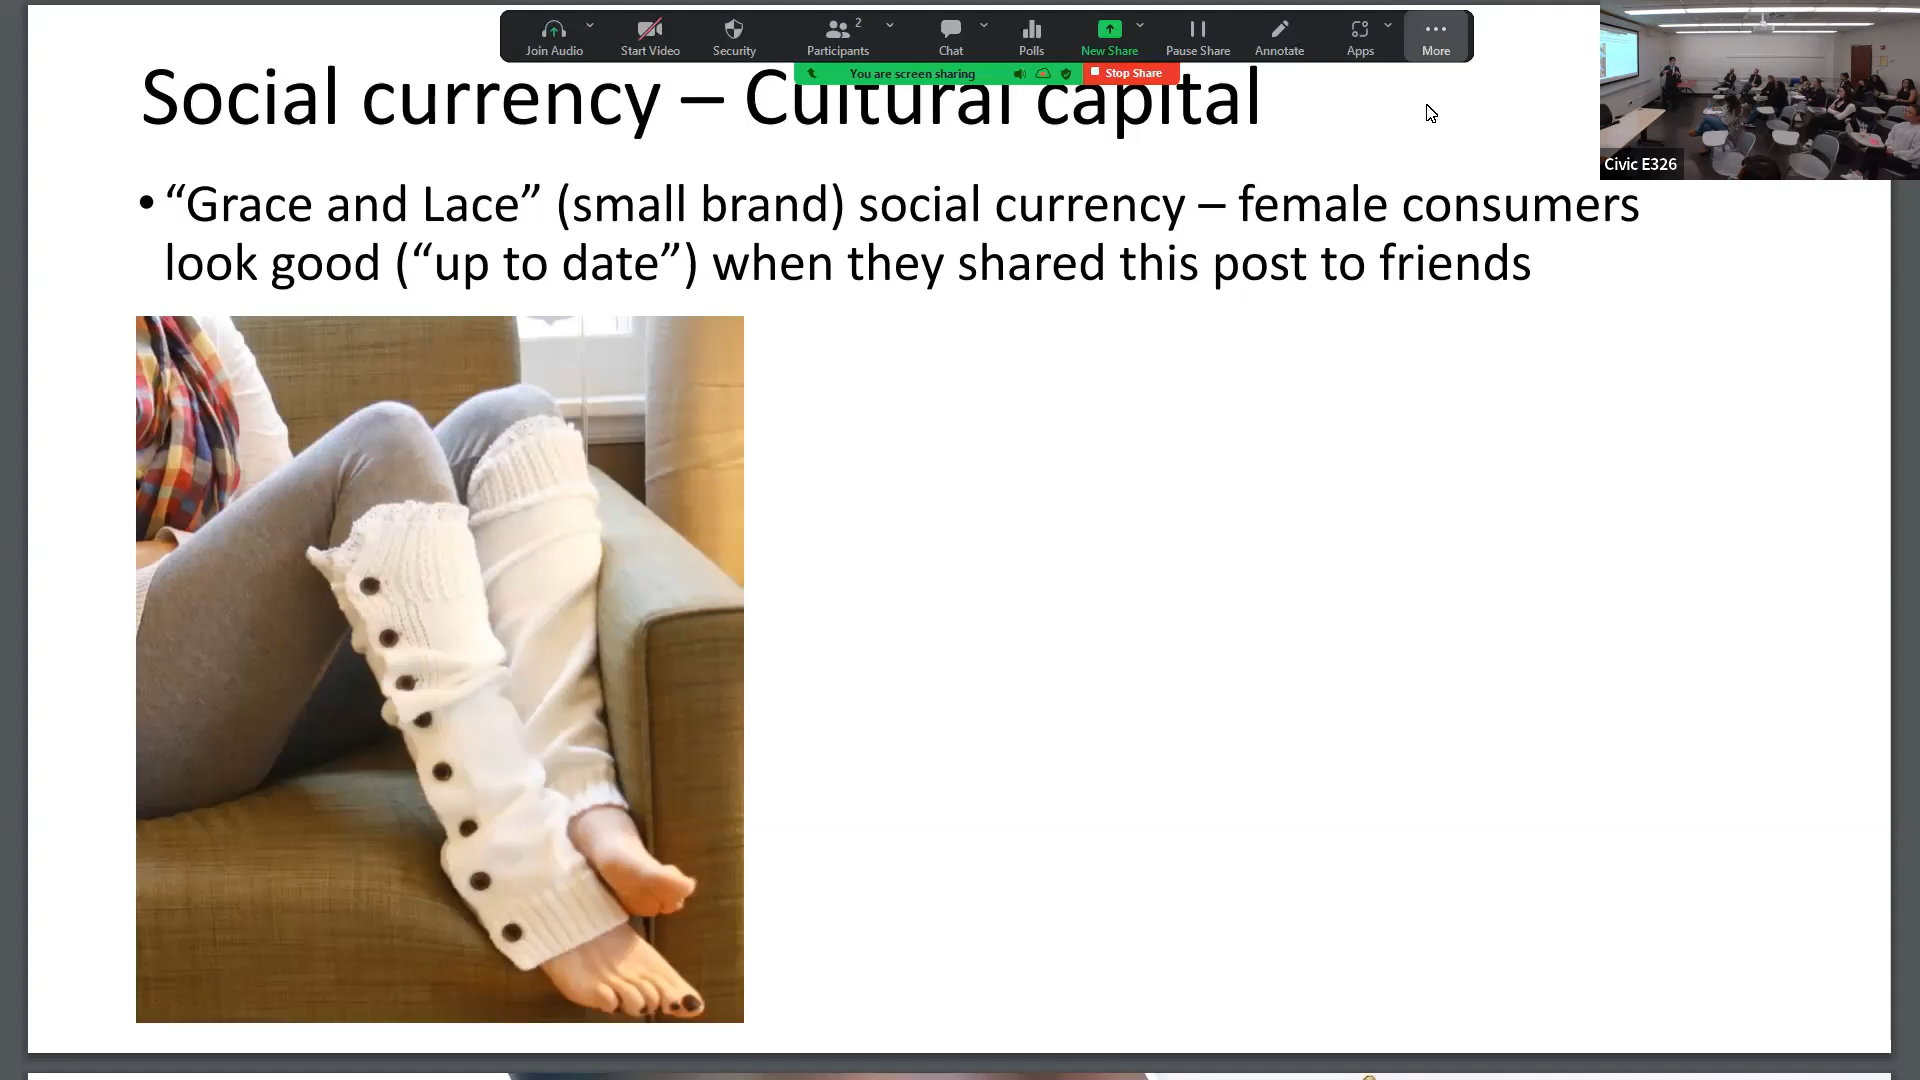 Join Audio
Start Video
Security
2
Participants
Chat
Polls
New Share
Pause Share
Annotate
Apps
More
You are screen sharing
Stop Share
Social currency – Cultural capital
Civic E326
• “Grace and Lace” (small brand) social currency – female consumers
look good (“up to date”) when they shared this post to friends